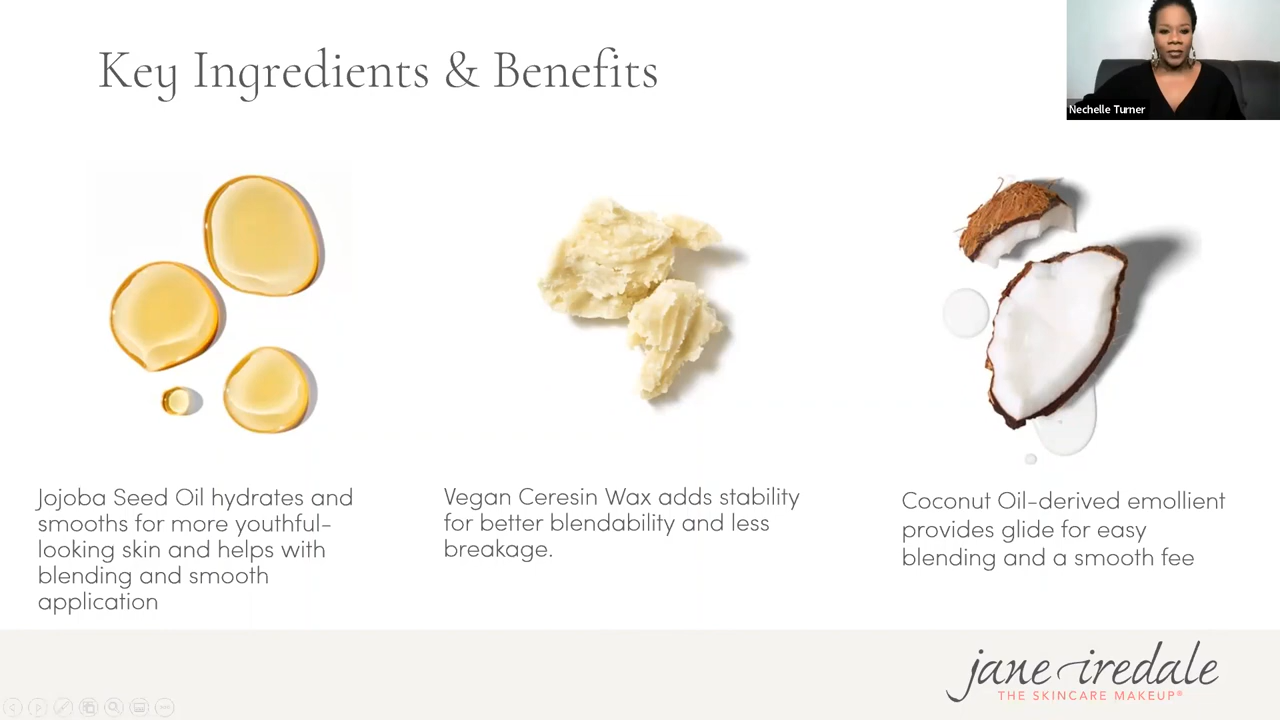 Key Ingredients & Benefits
Nechelle Turner
Jojoba Seed Oil hydrates and
smooths for more youthful-
looking skin and helps with
blending and smooth
application
Vegan Ceresin Wax adds stability
for better blendability and less
breakage.
Coconut Oil-derived emollient
provides glide for easy
blending and a smooth fee
jane iredale
THE SKINCARE MAKEUP®